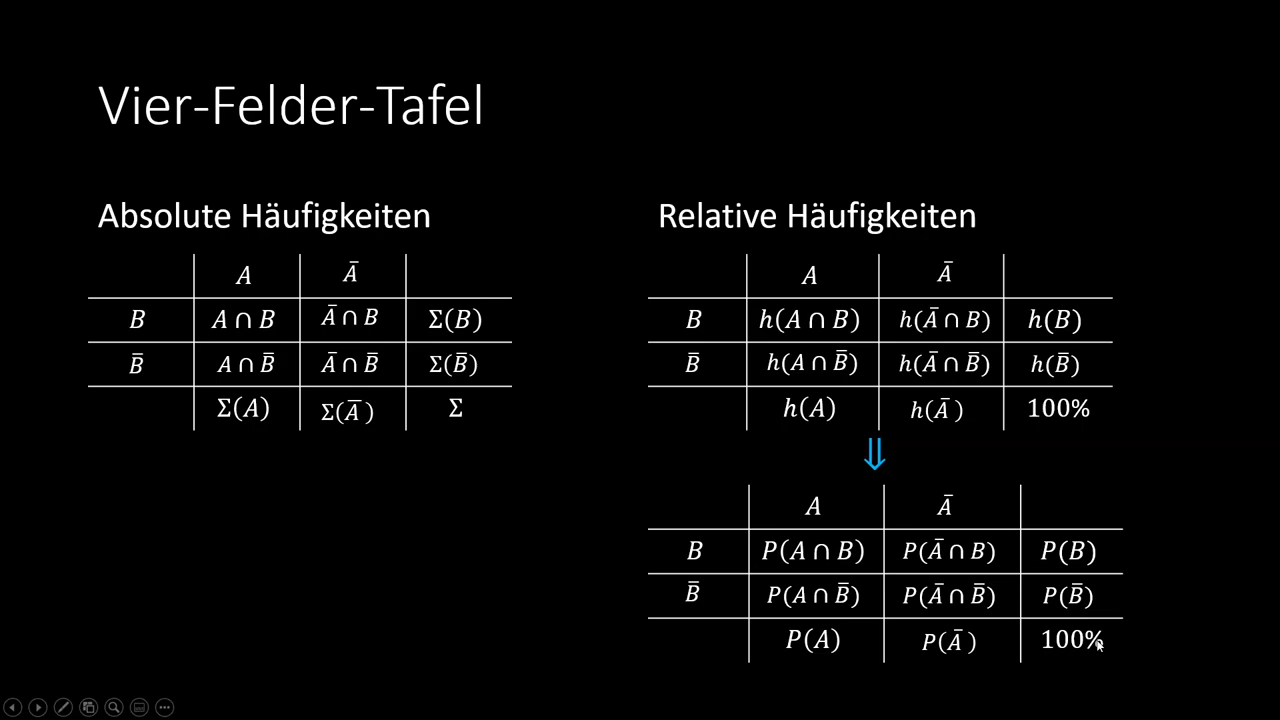 Vier-Felder-Tafel
Absolute Häufigkeiten
A Ā
B A ∩ B Ā ∩ B Σ(B)
B̄ A ∩ B̄ Ā ∩ B̄ Σ(B̄)
Σ(A) Σ(Ā) Σ
Relative Häufigkeiten
A Ā
B h(A ∩ B) h(Ā ∩ B) h(B)
B̄ h(A ∩ B̄) h(Ā ∩ B̄) h(B̄)
h(A) h(Ā) 100%
⇓
A Ā
B P(A ∩ B) P(Ā ∩ B) P(B)
B̄ P(A ∩ B̄) P(Ā ∩ B̄) P(B̄)
P(A) P(Ā) 100%